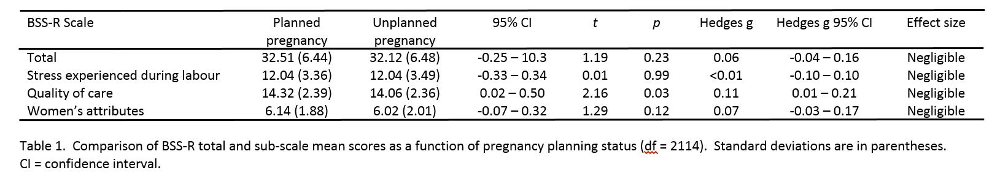 BSS-R Scale Planned pregnancy Unplanned pregnancy 95% CI t p Hedges g Hedges g 95% CI Effect size
Total 32.51 (6.44) 32.12 (6.48) -0.25 – 10.3 1.19 0.23 0.06 -0.04 – 0.16 Negligible
Stress experienced during labour 12.04 (3.36) 12.04 (3.49) -0.33 – 0.34 0.01 0.99 <0.01 -0.10 – 0.10 Negligible
Quality of care 14.32 (2.39) 14.06 (2.36) 0.02 – 0.50 2.16 0.03 0.11 0.01 – 0.21 Negligible
Women’s attributes 6.14 (1.88) 6.02 (2.01) -0.07 – 0.32 1.29 0.12 0.07 -0.03 – 0.17 Negligible
Table 1. Comparison of BSS-R total and sub-scale mean scores as a function of pregnancy planning status (df = 2114). Standard deviations are in parentheses.
CI = confidence interval.